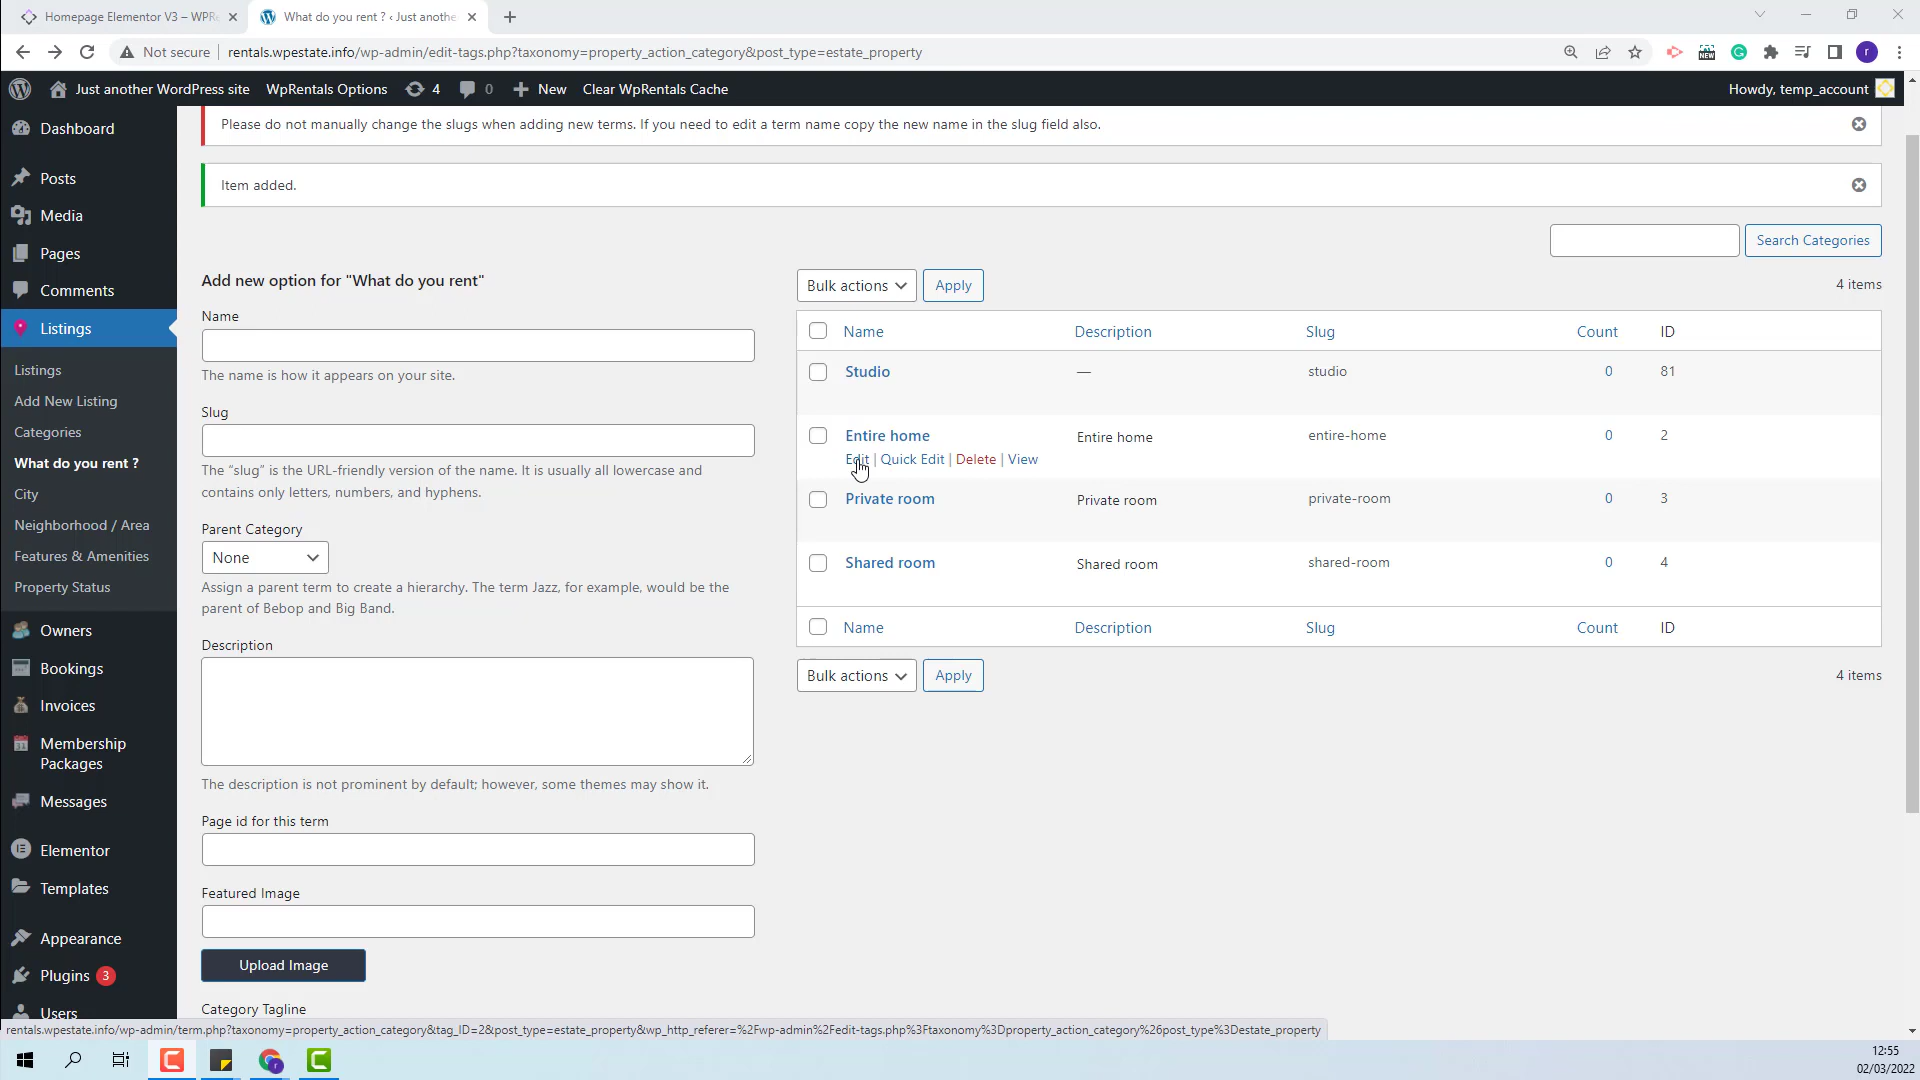 Homepage Elementor V3 – WPRe
What do you rent ? ‹ Just anothe
Not secure
rentals.wpestate.info/wp-admin/edit-tags.php?taxonomy=property_action_category&post_type=estate_property
Just another WordPress site
WpRentals Options
4
0
New
Clear WpRentals Cache
Howdy, temp_account
Dashboard
Posts
Media
Pages
Comments
Listings
Listings
Add New Listing
Categories
What do you rent ?
City
Neighborhood / Area
Features & Amenities
Property Status
Owners
Bookings
Invoices
Membership
Packages
Messages
Elementor
Templates
Appearance
Plugins 3
Users
Please do not manually change the slugs when adding new terms. If you need to edit a term name copy the new name in the slug field also.
Item added.
Search Categories
Add new option for "What do you rent"
Name
The name is how it appears on your site.
Slug
The “slug” is the URL-friendly version of the name. It is usually all lowercase and
contains only letters, numbers, and hyphens.
Parent Category
None
Assign a parent term to create a hierarchy. The term Jazz, for example, would be the
parent of Bebop and Big Band.
Description
The description is not prominent by default; however, some themes may show it.
Page id for this term
Featured Image
Upload Image
Category Tagline
Bulk actions
Apply
4 items
Name Description Slug Count ID
Studio — studio 0 81
Entire home Entire home entire-home 0 2
Edit | Quick Edit | Delete | View
Private room Private room private-room 0 3
Shared room Shared room shared-room 0 4
Name Description Slug Count ID
Bulk actions
Apply
4 items
rentals.wpestate.info/wp-admin/term.php?taxonomy=property_action_category&tag_ID=2&post_type=estate_property&wp_http_referer=%2Fwp-admin%2Fedit-tags.php%3Ftaxonomy%3Dproperty_action_category%26post_type%3Destate_property
12:55
02/03/2022